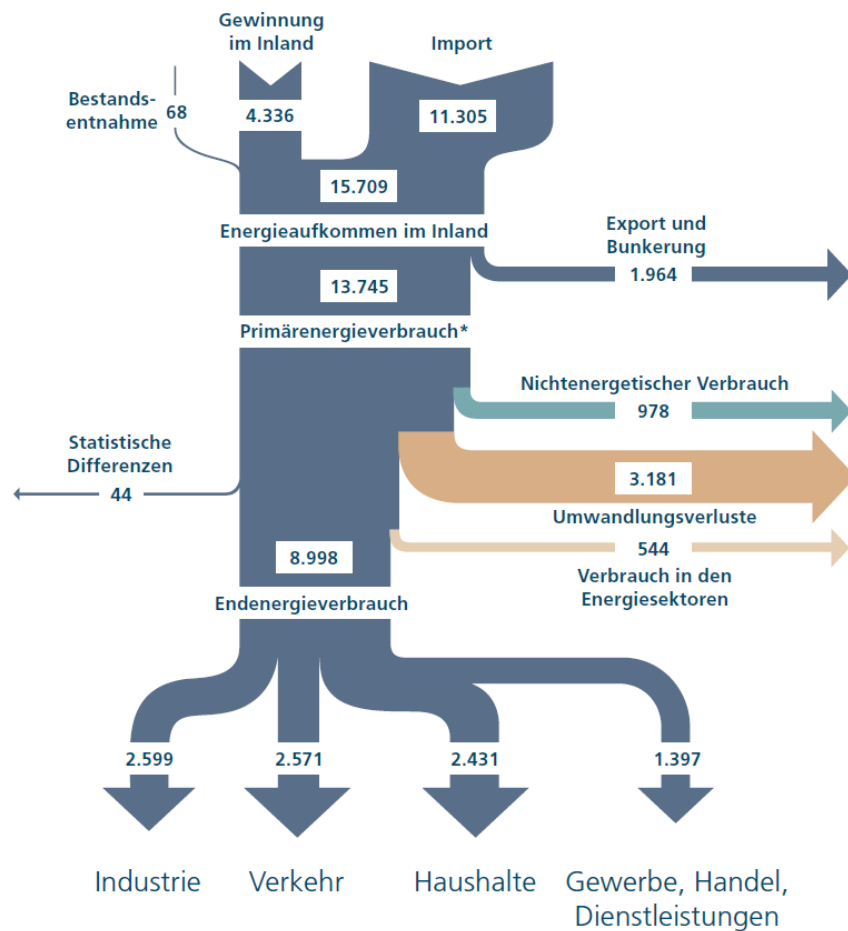 Gewinnung
im Inland
Import
Bestands-
entnahme
68
4.336
11.305
15.709
Energieaufkommen im Inland
Export und
Bunkerung
1.964
13.745
Primärenergieverbrauch*
Nichtenergetischer Verbrauch
978
Statistische
Differenzen
44
3.181
Umwandlungsverluste
544
Verbrauch in den
Energiesektoren
8.998
Endenergieverbrauch
2.599
2.571
2.431
1.397
Industrie
Verkehr
Haushalte
Gewerbe, Handel,
Dienstleistungen